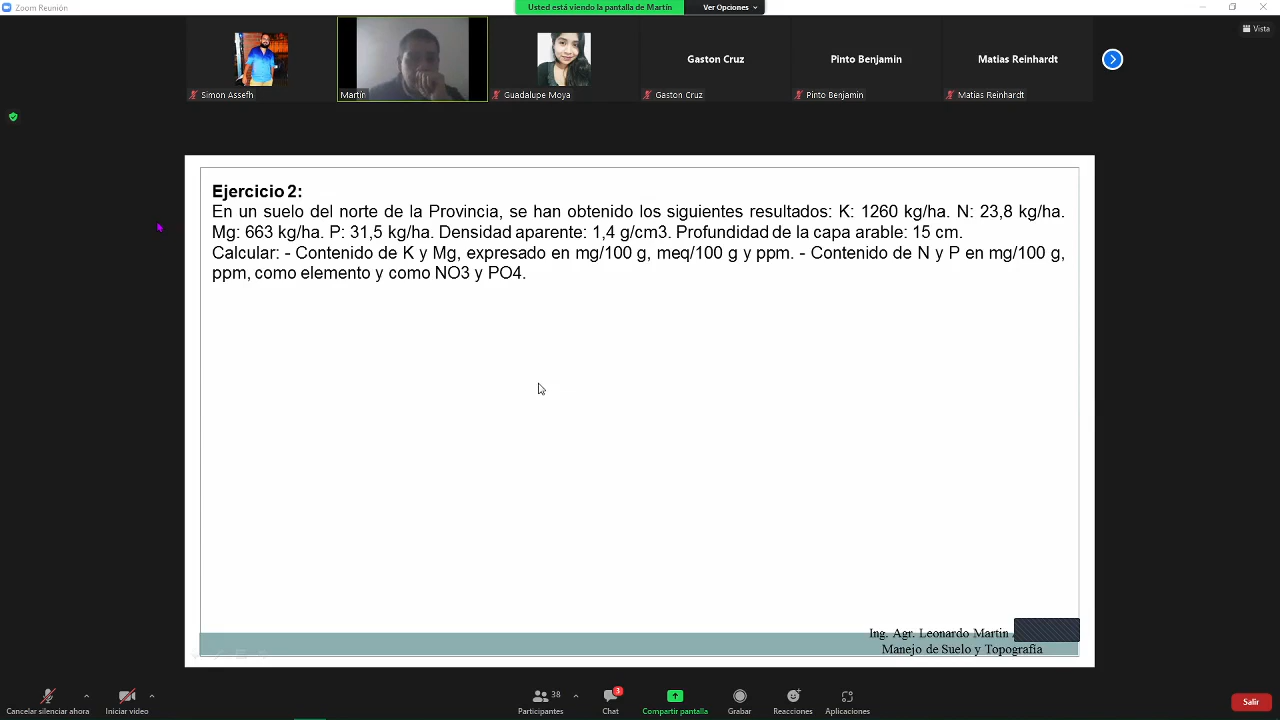 Zoom Reunión
Usted está viendo la pantalla de Martín
Ver Opciones
Vista
Simon Assefh
Martín
Guadalupe Moya
Gaston Cruz
Gaston Cruz
Pinto Benjamin
Pinto Benjamin
Matias Reinhardt
Matias Reinhardt
Ejercicio 2:
En un suelo del norte de la Provincia, se han obtenido los siguientes resultados: K: 1260 kg/ha. N: 23,8 kg/ha.
Mg: 663 kg/ha. P: 31,5 kg/ha. Densidad aparente: 1,4 g/cm3. Profundidad de la capa arable: 15 cm.
Calcular: - Contenido de K y Mg, expresado en mg/100 g, meq/100 g y ppm. - Contenido de N y P en mg/100 g,
ppm, como elemento y como NO3 y PO4.
Ing. Agr. Leonardo Martin
Manejo de Suelo y Topografía
Cancelar silenciar ahora
Iniciar video
38
Participantes
3
Chat
Compartir pantalla
Grabar
Reacciones
Aplicaciones
Salir